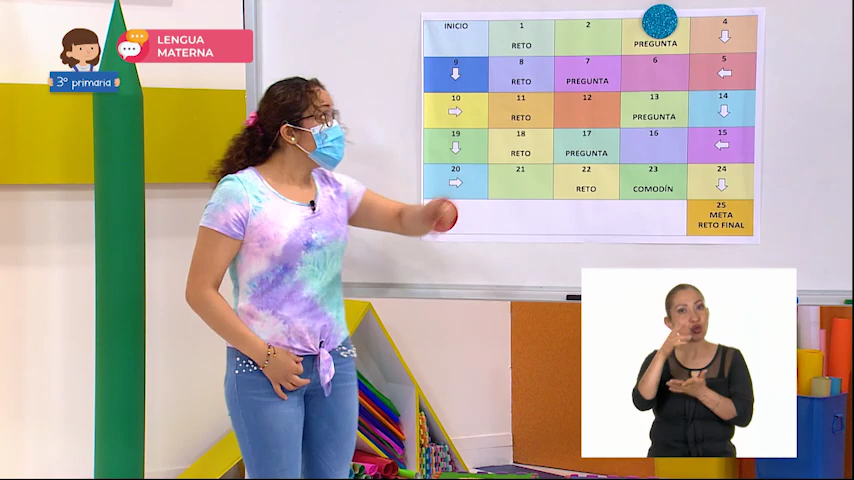 LENGUA
MATERNA
3º primaria
INICIO 1 2 4
RETO PREGUNTA
9 8 7 6 5
RETO PREGUNTA
10 11 12 13 14
RETO PREGUNTA
19 18 17 16 15
RETO PREGUNTA
20 21 22 23 24
RETO COMODÍN
25
META
RETO FINAL